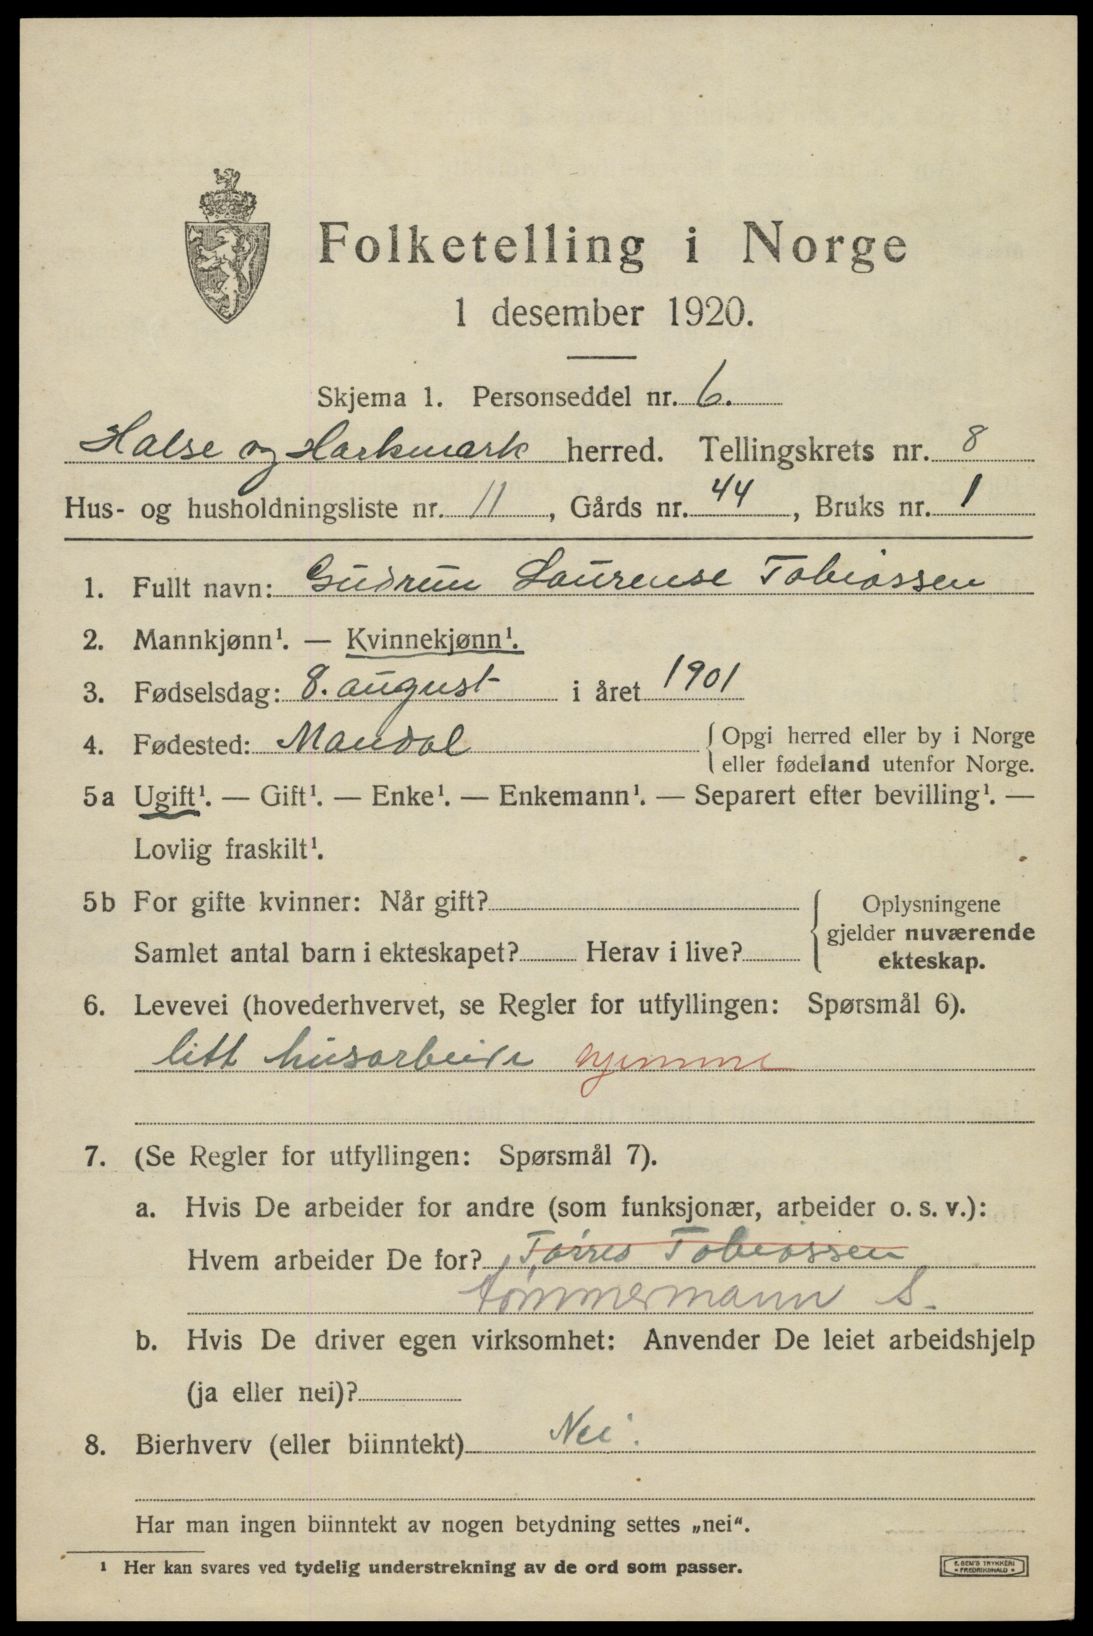 Folketelling i Norge
1 desember 1920.
Skjema 1. Personseddel nr. 6.
Halse og Harkmark herred. Tellingskrets nr. 8
Hus- og husholdningsliste nr. 11, Gårds nr. 44, Bruks nr. 1
1. Fullt navn: Gudrun Laurense Tobiassen
2. Mannkjønn¹. — Kvinnekjønn¹.
3. Fødselsdag: 8. august i året 1901
4. Fødested: Mandal { Opgi herred eller by i Norge
eller fødeland utenfor Norge.
5a Ugift¹. — Gift¹. — Enke¹. — Enkemann¹. — Separert efter bevilling¹. —
Lovlig fraskilt¹.
5b For gifte kvinner: Når gift? { Oplysningene
gjelder nuværende
Samlet antal barn i ekteskapet? Herav i live?
ekteskap.
6. Levevei (hovederhvervet, se Regler for utfyllingen: Spørsmål 6).
litt husarbeide hjemme
7. (Se Regler for utfyllingen: Spørsmål 7).
a. Hvis De arbeider for andre (som funksjonær, arbeider o. s. v.):
Hvem arbeider De for? Tørres Tobiassen
tømmermann S.
b. Hvis De driver egen virksomhet: Anvender De leiet arbeidshjelp
(ja eller nei)?
8. Bierhverv (eller biinntekt) Nei.
Har man ingen biinntekt av nogen betydning settes „nei“.
¹ Her kan svares ved tydelig understrekning av de ord som passer.